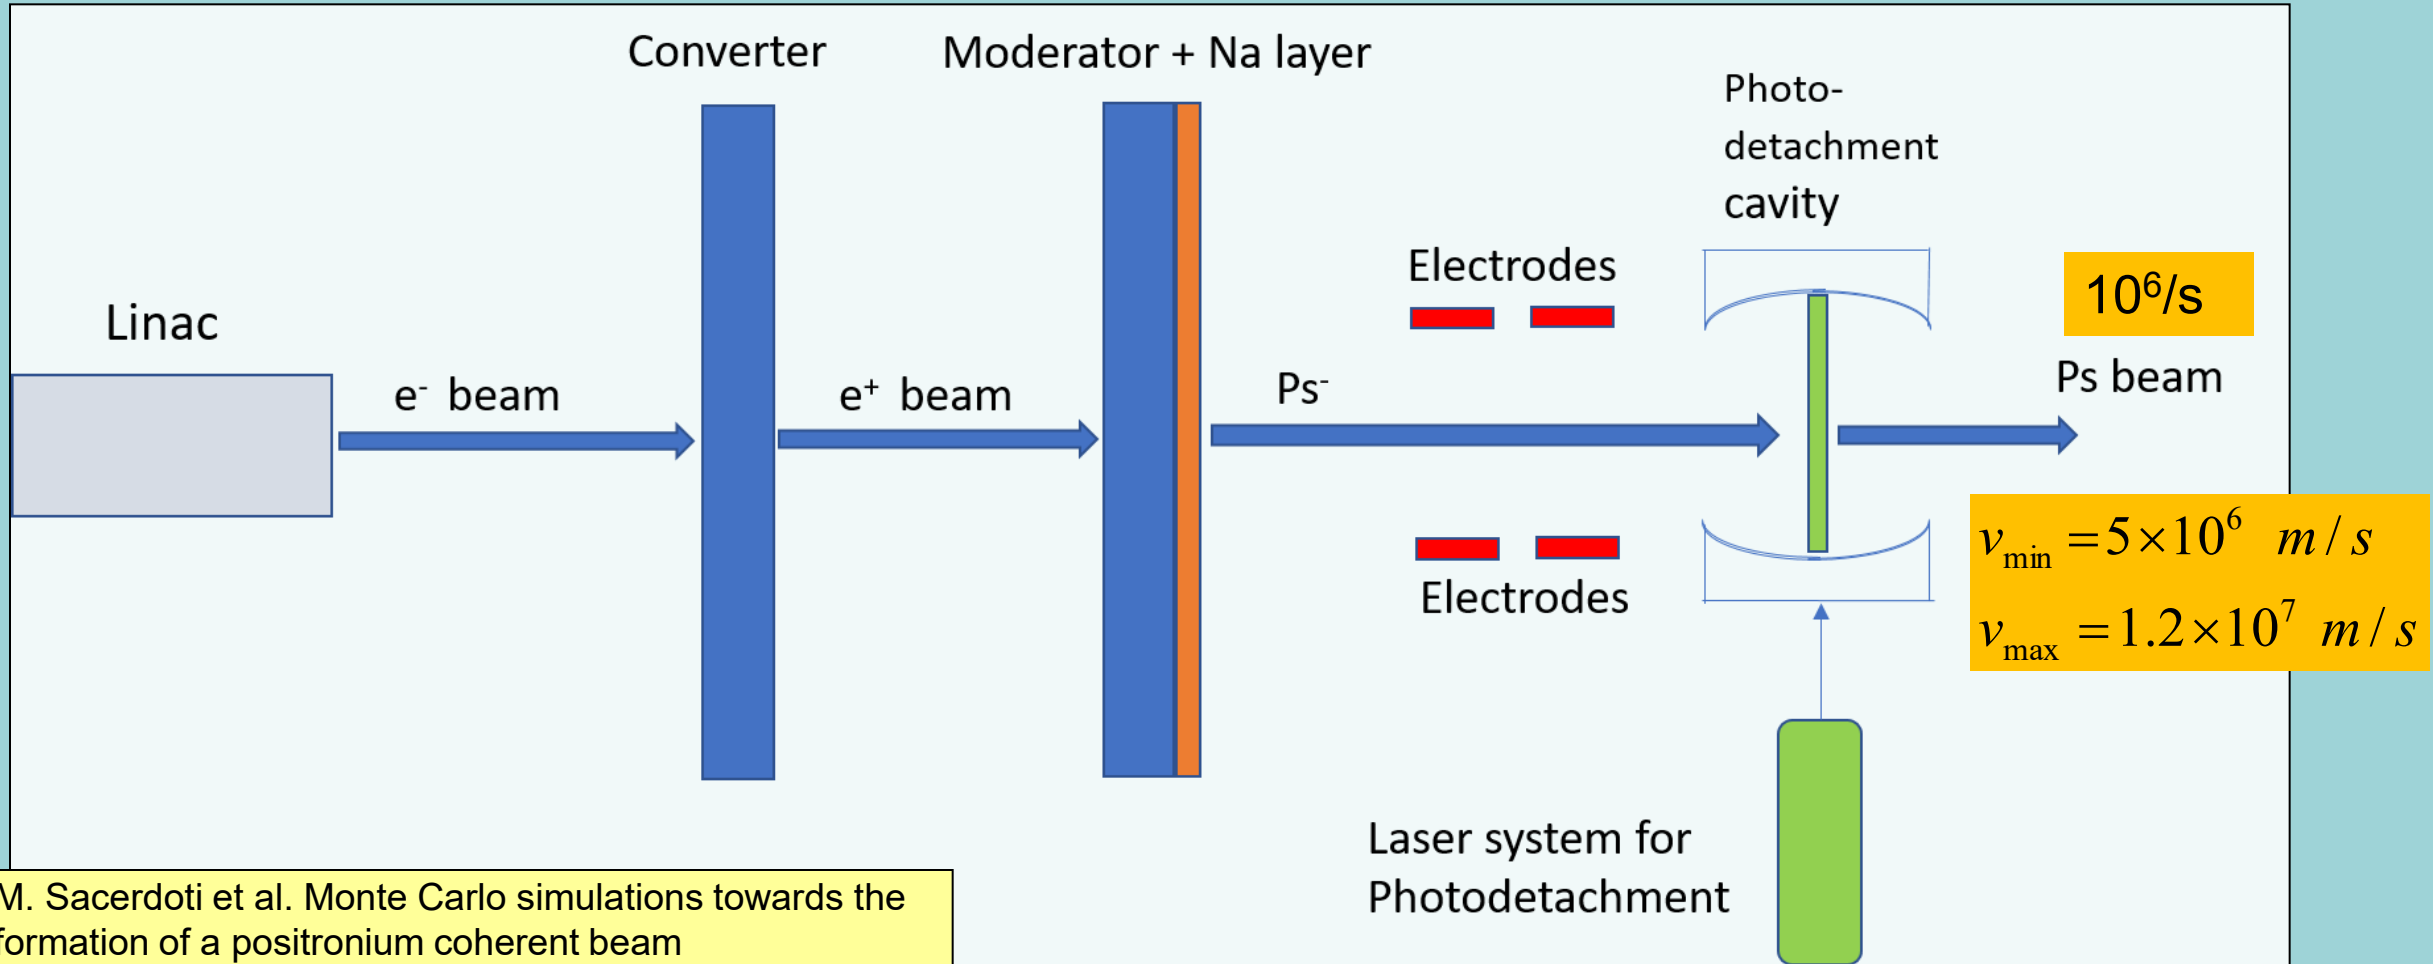 Converter
Moderator + Na layer
Photo-
detachment
cavity
Electrodes
10⁶/s
Linac
e⁻ beam
e⁺ beam
Ps⁻
Ps beam
v_min = 5×10⁶ m/s
v_max = 1.2×10⁷ m/s
Electrodes
Laser system for
Photodetachment
M. Sacerdoti et al. Monte Carlo simulations towards the
formation of a positronium coherent beam